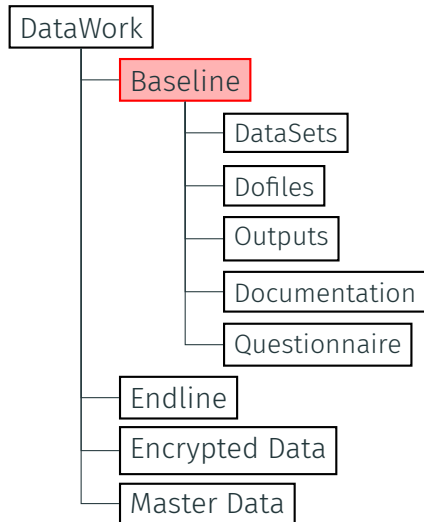 DataWork
Baseline
DataSets
Dofiles
Outputs
Documentation
Questionnaire
Endline
Encrypted Data
Master Data